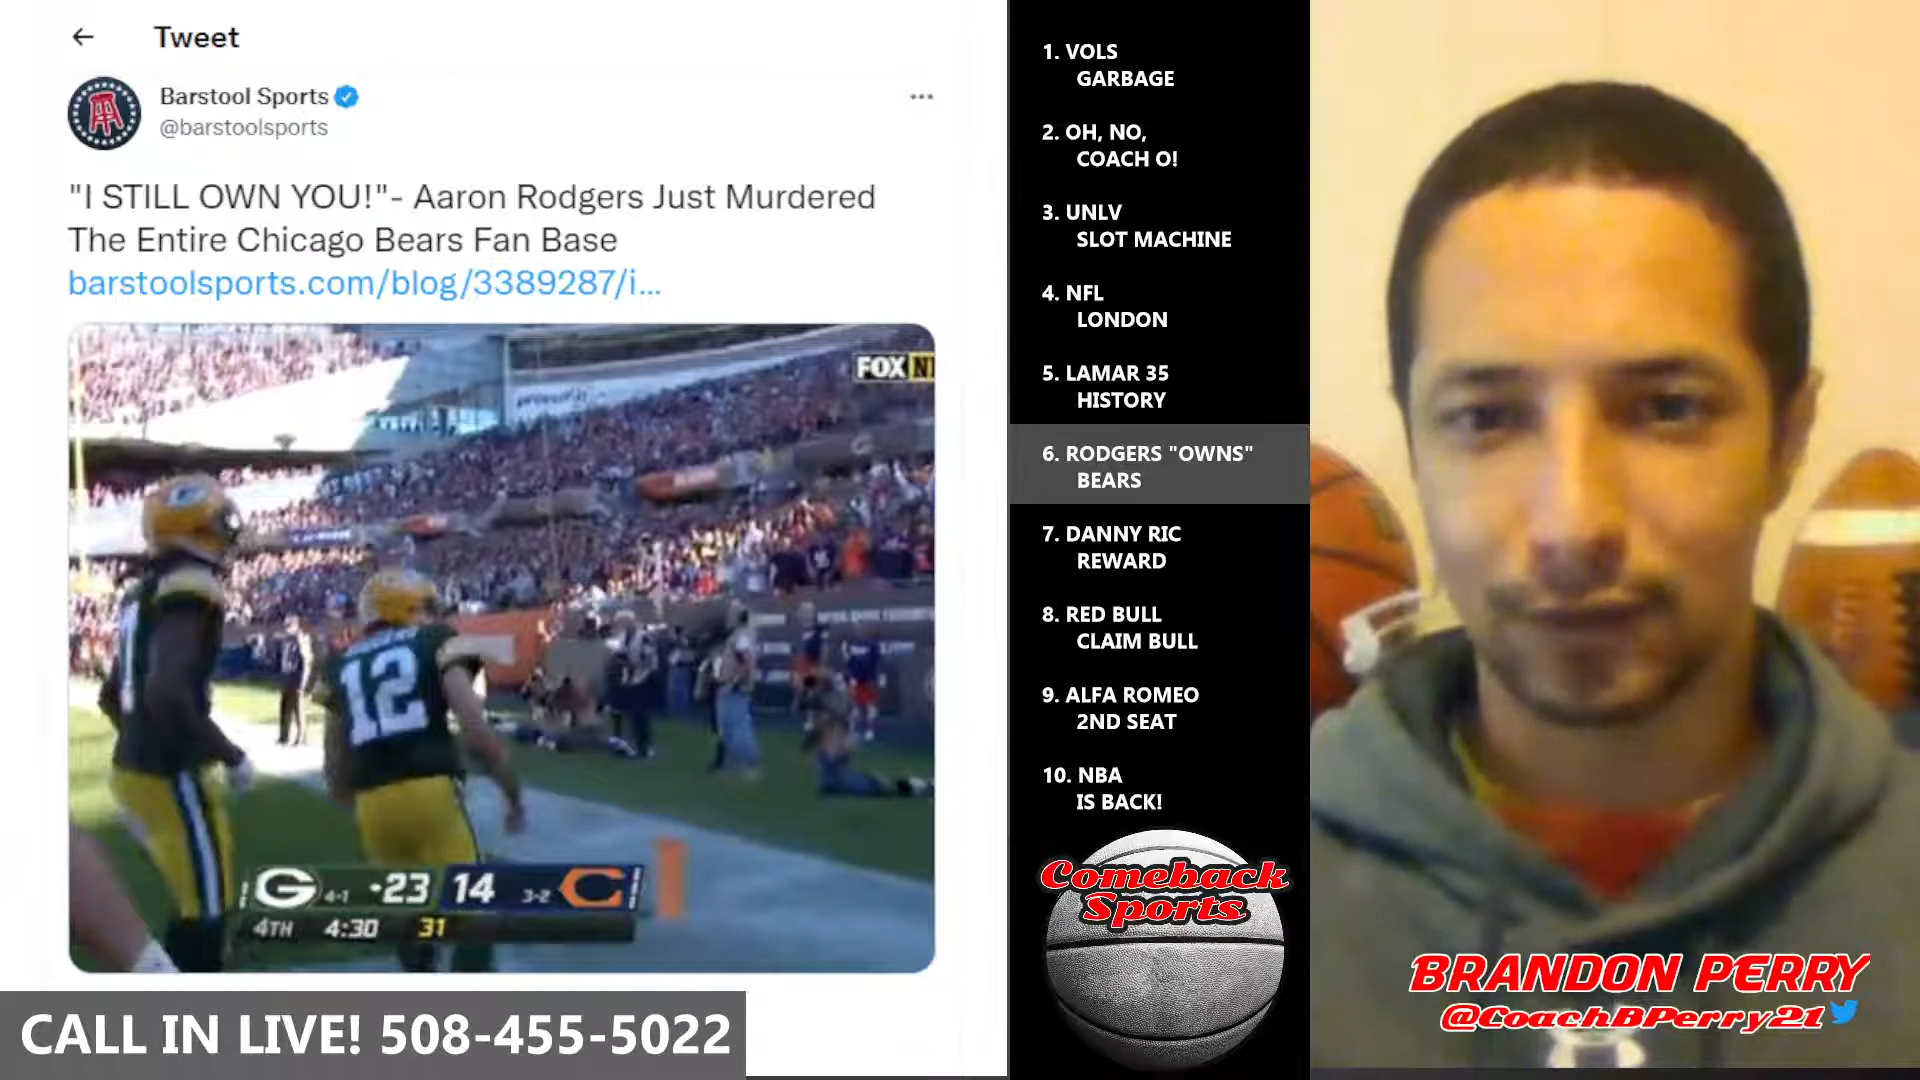 Tweet
Barstool Sports
@barstoolsports
"I STILL OWN YOU!"- Aaron Rodgers Just Murdered
The Entire Chicago Bears Fan Base
barstoolsports.com/blog/3389287/i...
FOX N
12
G 4-1 23 14 3-2 C
4TH 4:30 31
CALL IN LIVE! 508-455-5022
1. VOLS
GARBAGE
2. OH, NO,
COACH O!
3. UNLV
SLOT MACHINE
4. NFL
LONDON
5. LAMAR 35
HISTORY
6. RODGERS "OWNS"
BEARS
7. DANNY RIC
REWARD
8. RED BULL
CLAIM BULL
9. ALFA ROMEO
2ND SEAT
10. NBA
IS BACK!
Comeback
Sports
BRANDON PERRY
@CoachBPerry21